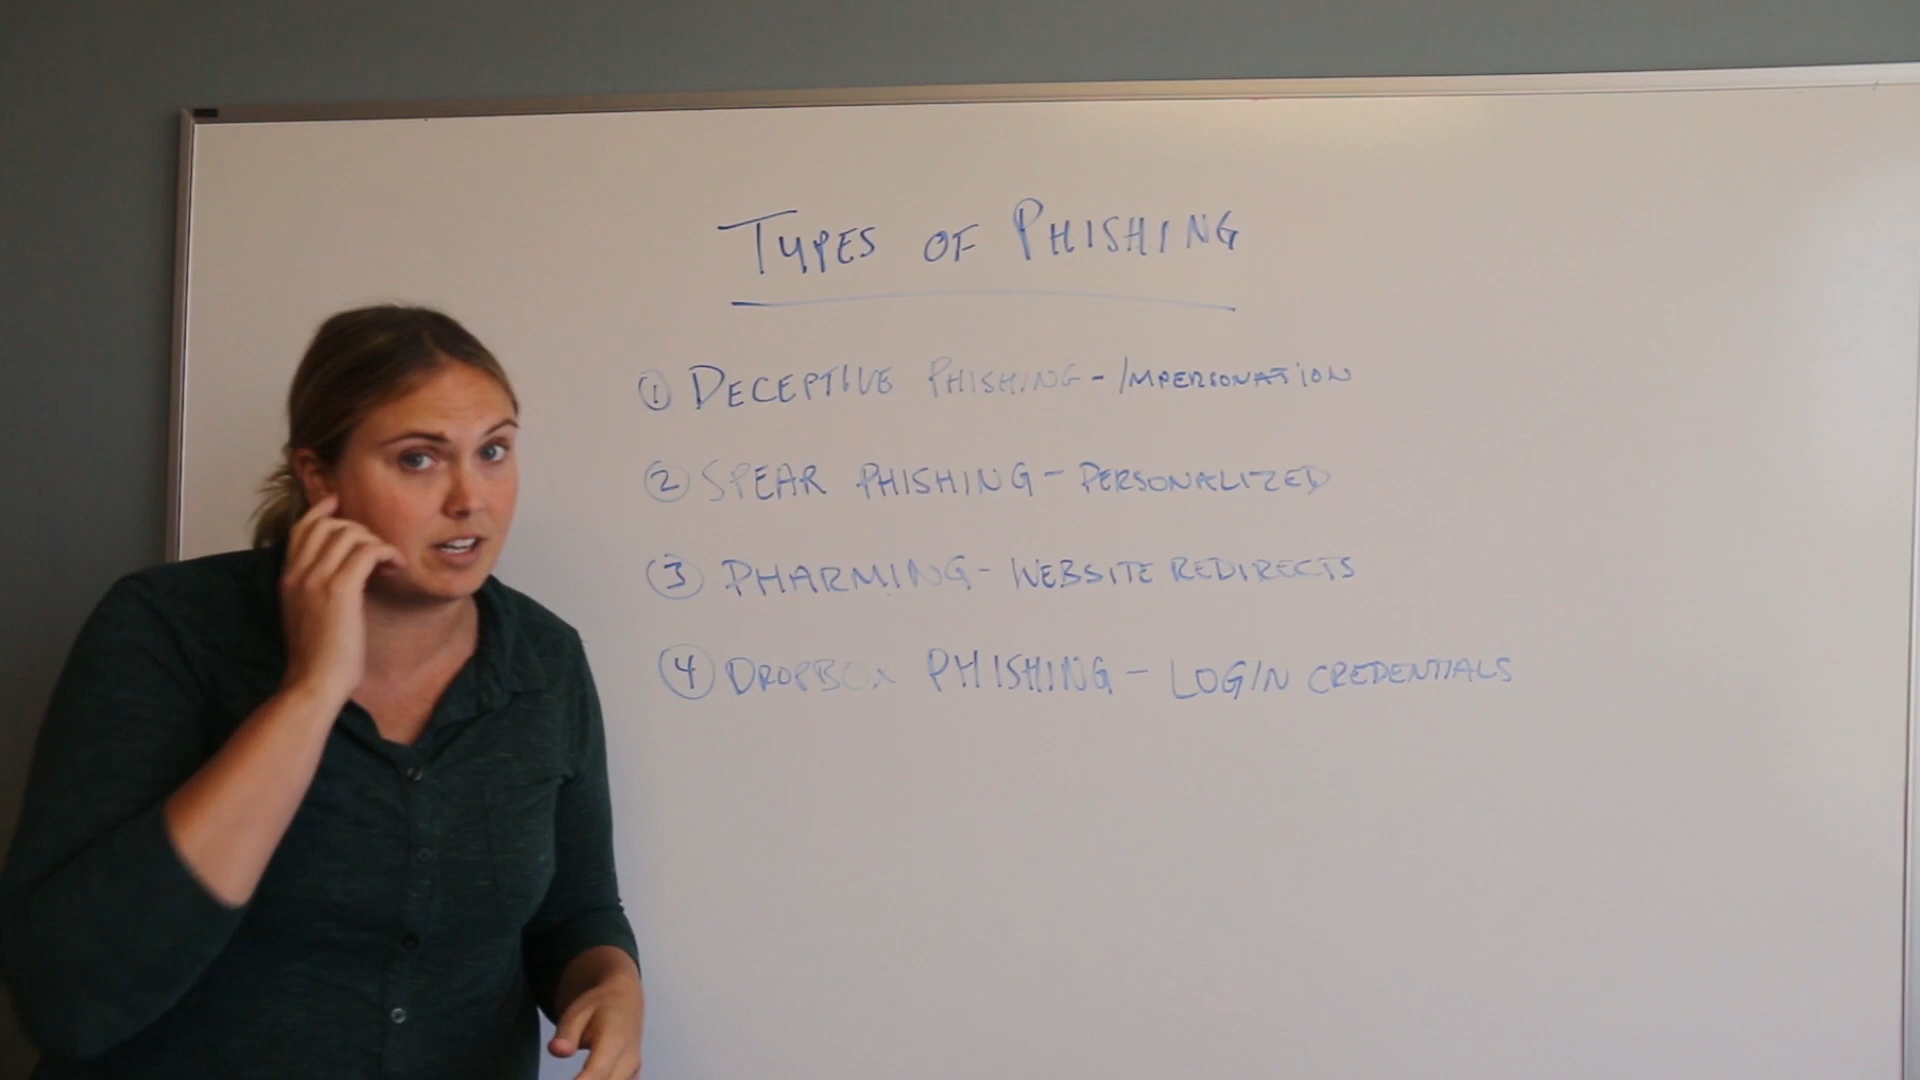 TYPES OF PHISHING
① DECEPTIVE PHISHING - IMPERSONATION
② SPEAR PHISHING - PERSONALIZED
③ PHARMING - WEBSITE REDIRECTS
④ DROPBOX PHISHING - LOGIN CREDENTIALS